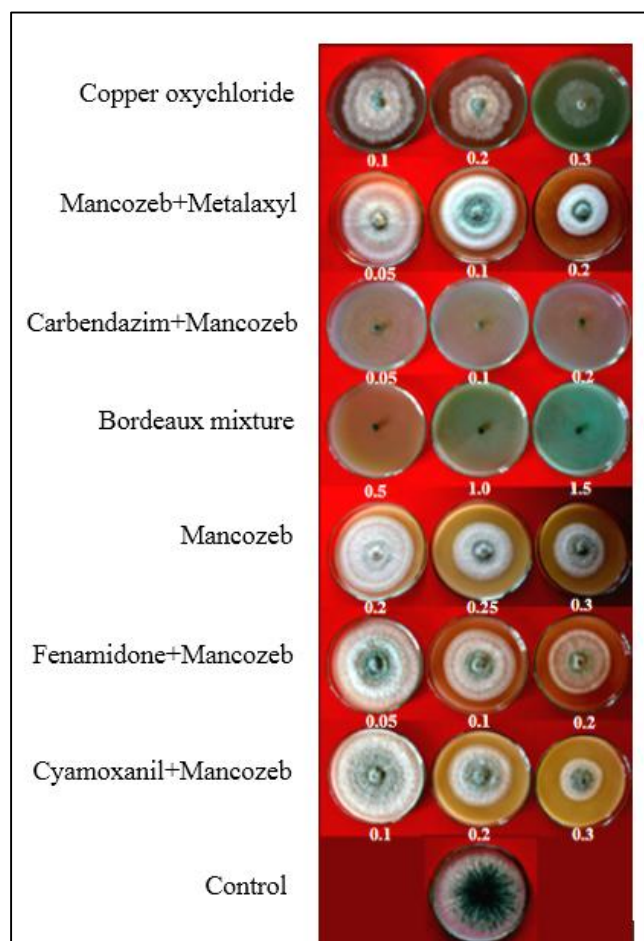 Copper oxychloride
0.1 0.2 0.3
Mancozeb+Metalaxyl
0.05 0.1 0.2
Carbendazim+Mancozeb
0.05 0.1 0.2
Bordeaux mixture
0.5 1.0 1.5
Mancozeb
0.2 0.25 0.3
Fenamidone+Mancozeb
0.05 0.1 0.2
Cyamoxanil+Mancozeb
0.1 0.2 0.3
Control